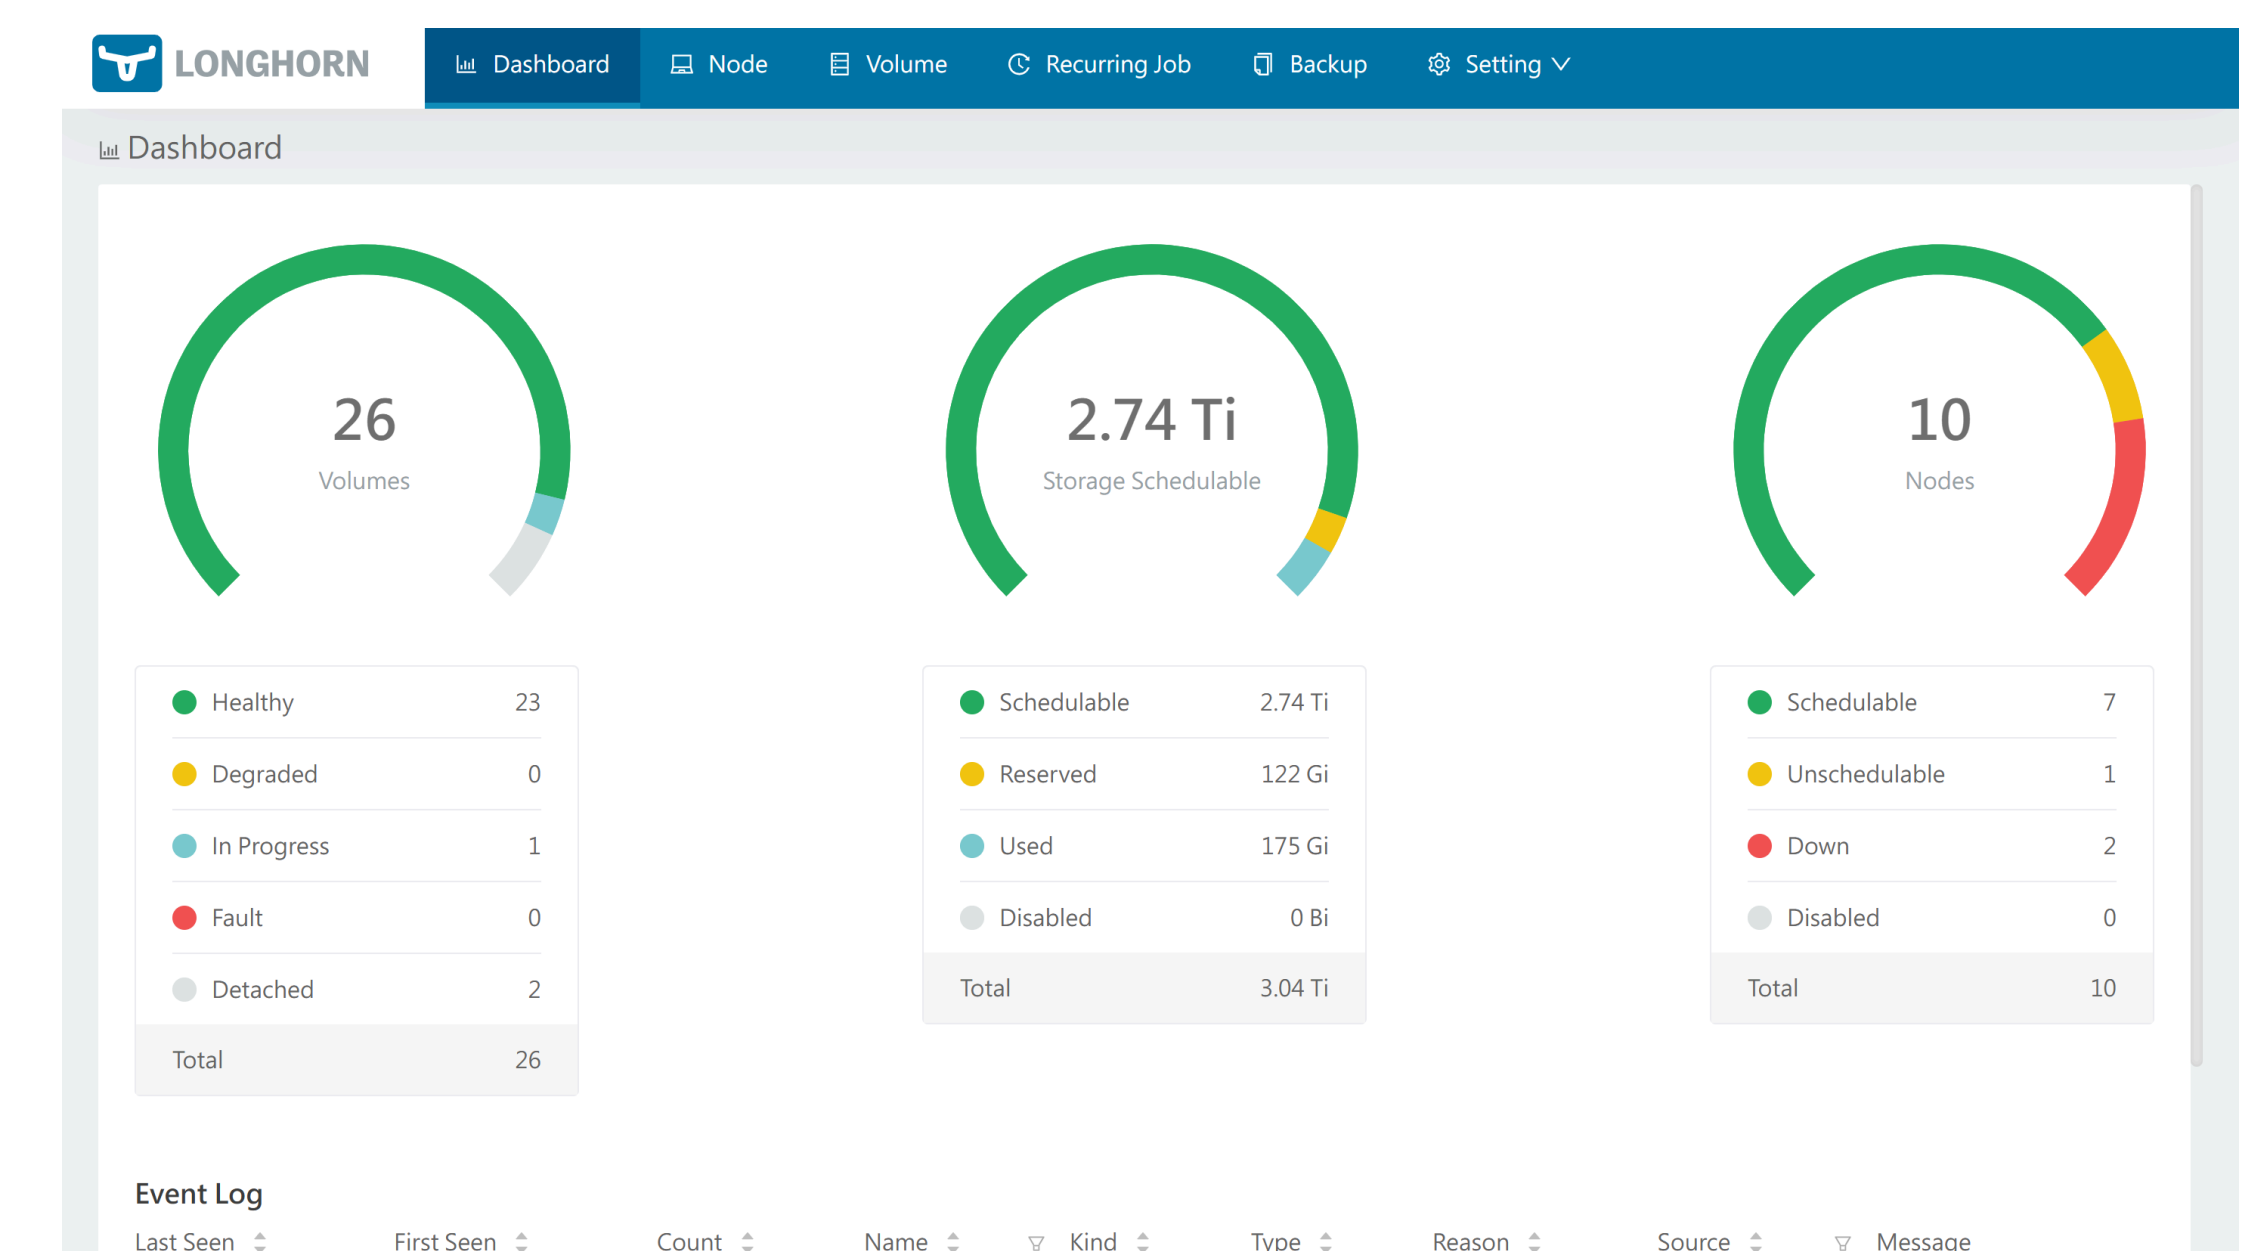 LONGHORN
Dashboard
Node
Volume
Recurring Job
Backup
Setting
Dashboard
26
Volumes
2.74 Ti
Storage Schedulable
10
Nodes
Healthy 23
Degraded 0
In Progress 1
Fault 0
Detached 2
Total 26
Schedulable 2.74 Ti
Reserved 122 Gi
Used 175 Gi
Disabled 0 Bi
Total 3.04 Ti
Schedulable 7
Unschedulable 1
Down 2
Disabled 0
Total 10
Event Log
Last Seen First Seen Count Name Kind Type Reason Source Message